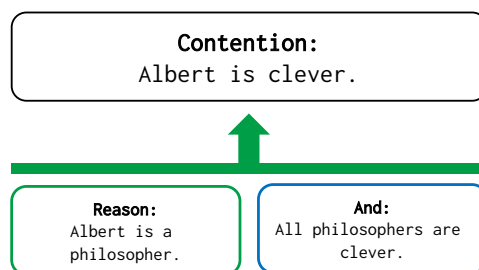 Contention:
Albert is clever.
Reason:
Albert is a
philosopher.
And:
All philosophers are
clever.